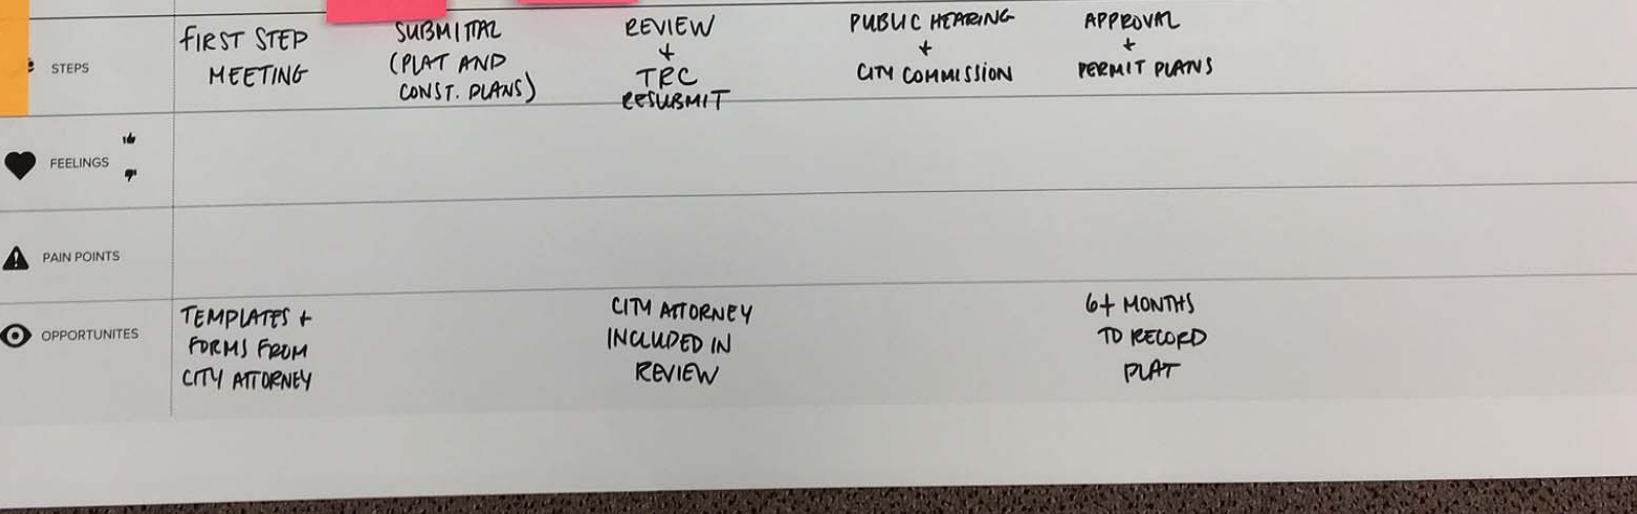 STEPS
FIRST STEP
MEETING
SUBMITTAL
(PLAT AND
CONST. PLANS)
REVIEW
+
TRC
RESUBMIT
PUBLIC HEARING
+
CITY COMMISSION
APPROVAL
+
PERMIT PLANS
FEELINGS
PAIN POINTS
OPPORTUNITES
TEMPLATES +
FORMS FROM
CITY ATTORNEY
CITY ATTORNEY
INCLUDED IN
REVIEW
6+ MONTHS
TO RECORD
PLAT